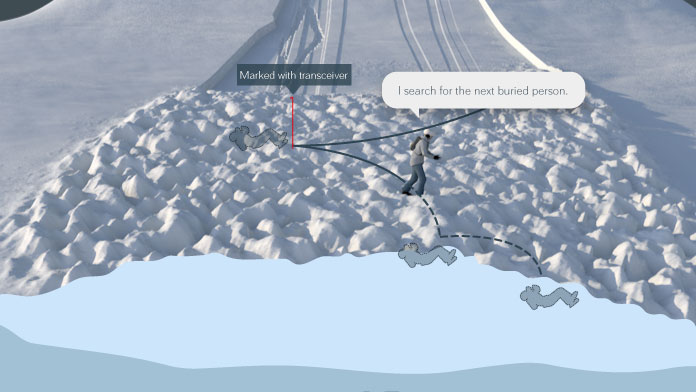 Marked with transceiver
I search for the next buried person.